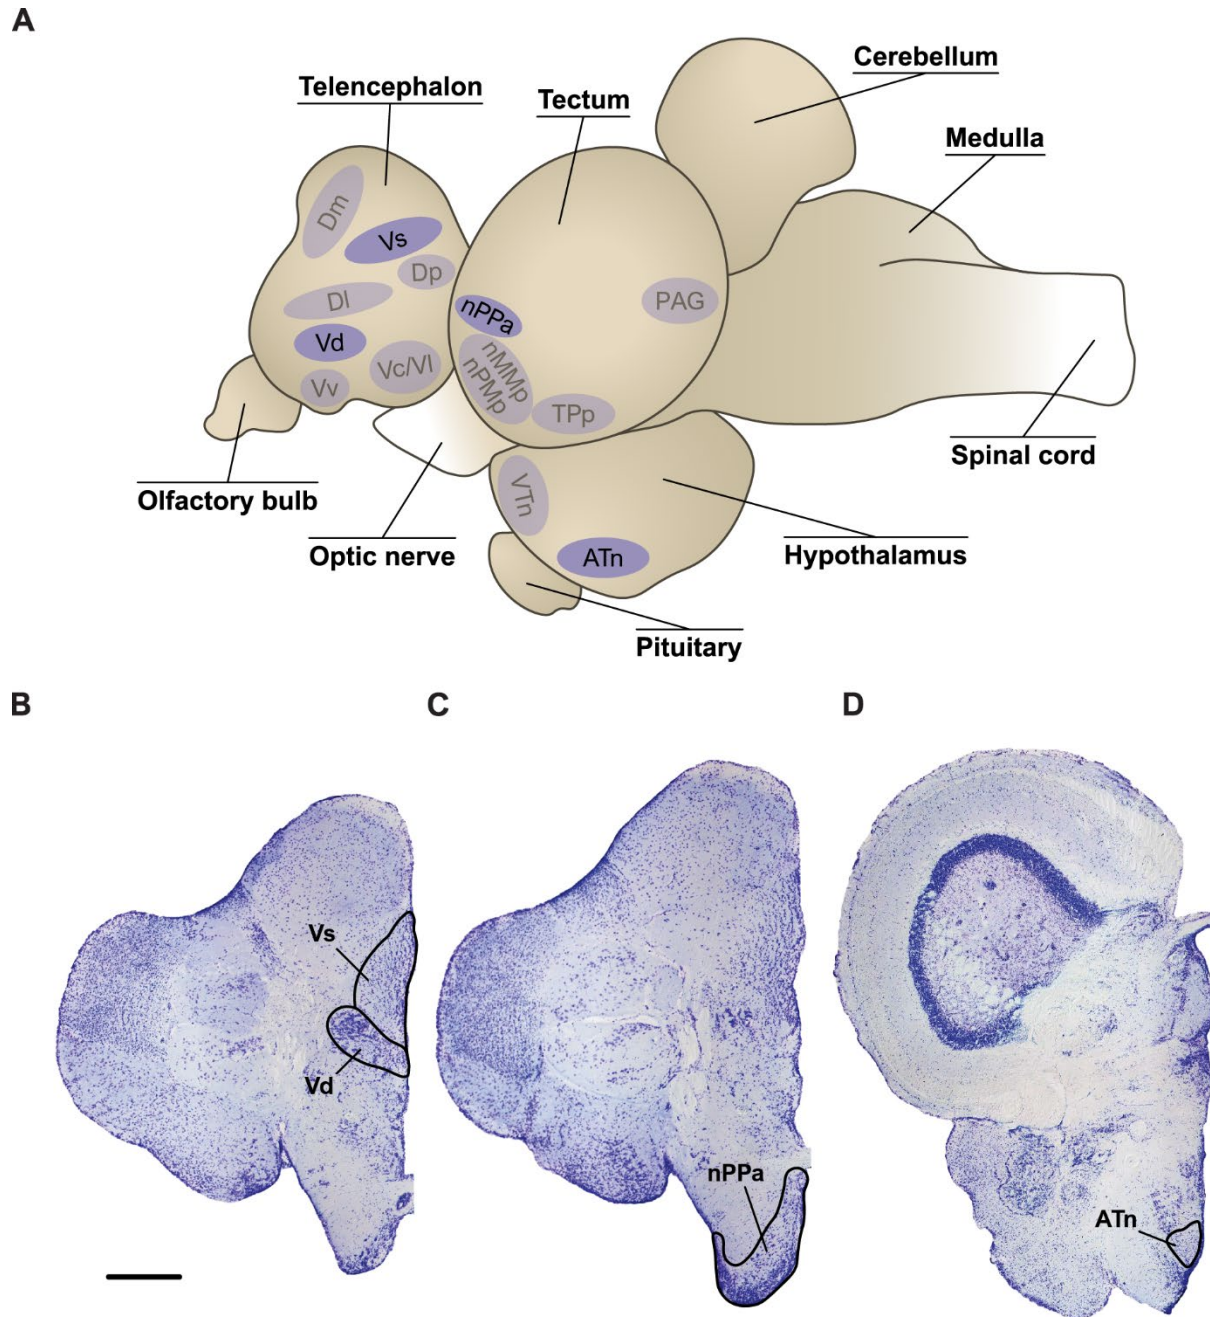 A
Cerebellum
Telencephalon
Tectum
Medulla
Dm
Vs
Dp
Dl
PAG
nPPa
Vd
Vc/Vl
nMMp
nPMp
Vv
TPp
Spinal cord
VTn
Olfactory bulb
Optic nerve
ATn
Hypothalamus
Pituitary
B
C
D
Vs
Vd
nPPa
ATn